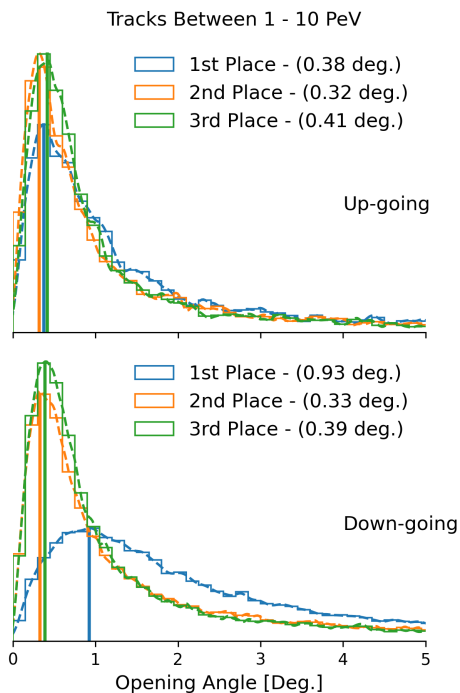 Tracks Between 1 - 10 PeV
1st Place - (0.38 deg.)
2nd Place - (0.32 deg.)
3rd Place - (0.41 deg.)
Up-going
1st Place - (0.93 deg.)
2nd Place - (0.33 deg.)
3rd Place - (0.39 deg.)
Down-going
0 1 2 3 4 5
Opening Angle [Deg.]